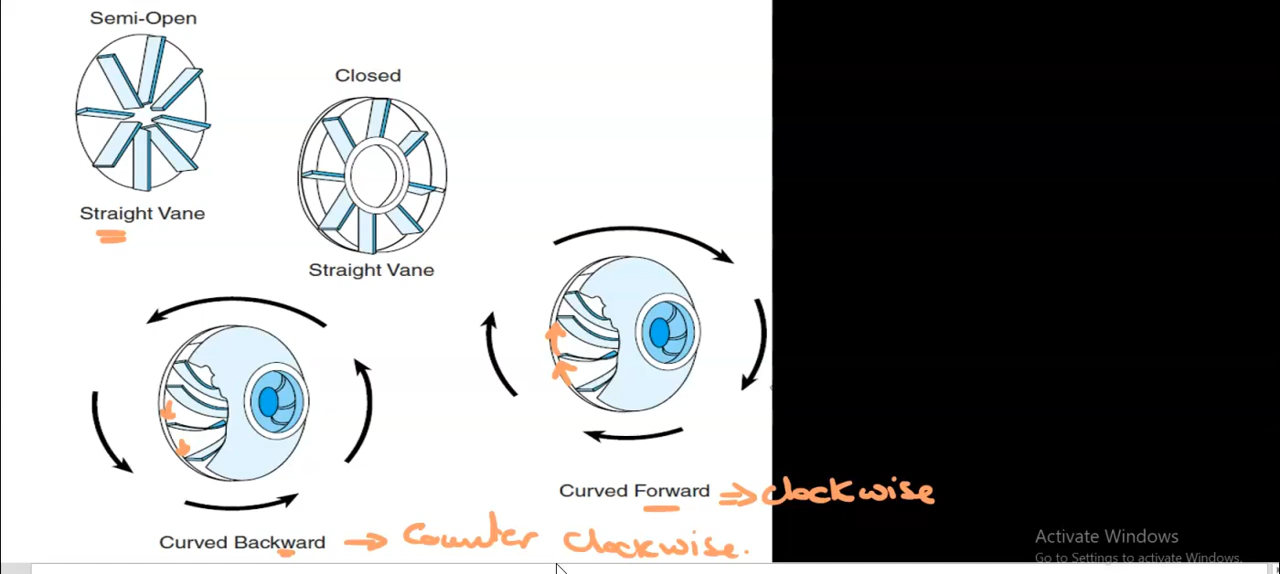 Semi-Open
Closed
Straight Vane
Straight Vane
Curved Forward ⇒ clockwise
Curved Backward → Counter clockwise.
Activate Windows
Go to Settings to activate Windows.